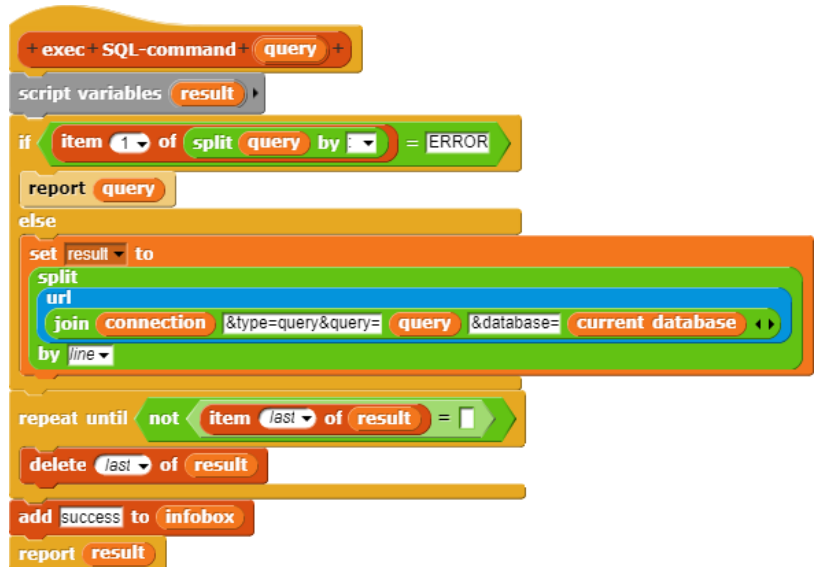 + exec + SQL-command + query +
script variables result
if item 1 of split query by : = ERROR
report query
else
set result to
split
url
join connection &type=query&query= query &database= current database
by line
repeat until not item last of result =
delete last of result
add success to infobox
report result